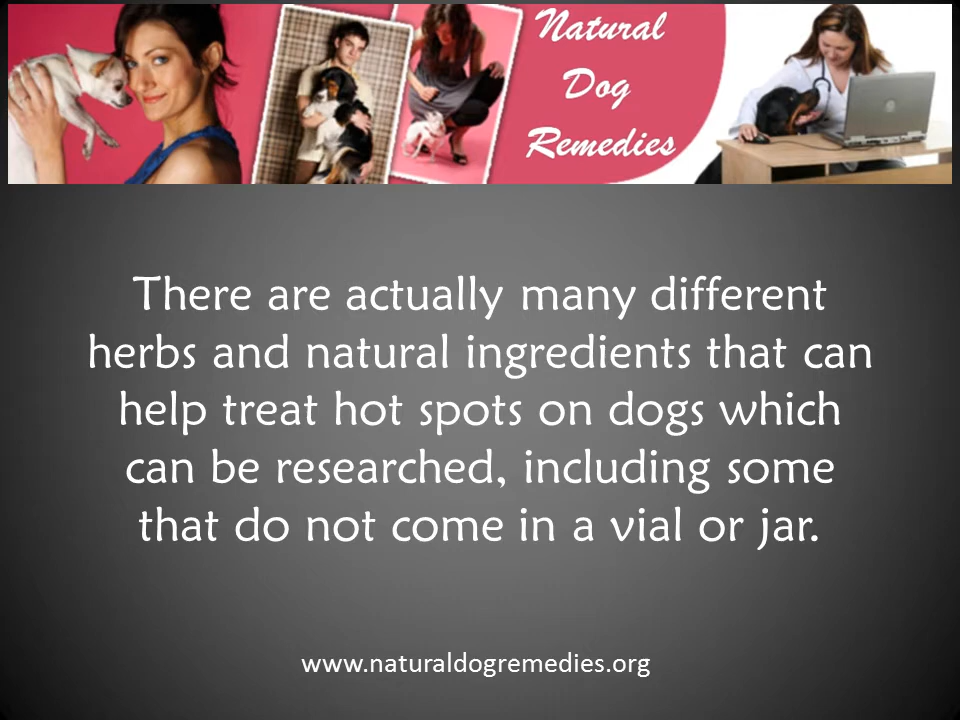 Natural
Dog
Remedies
There are actually many different
herbs and natural ingredients that can
help treat hot spots on dogs which
can be researched, including some
that do not come in a vial or jar.
www.naturaldogremedies.org